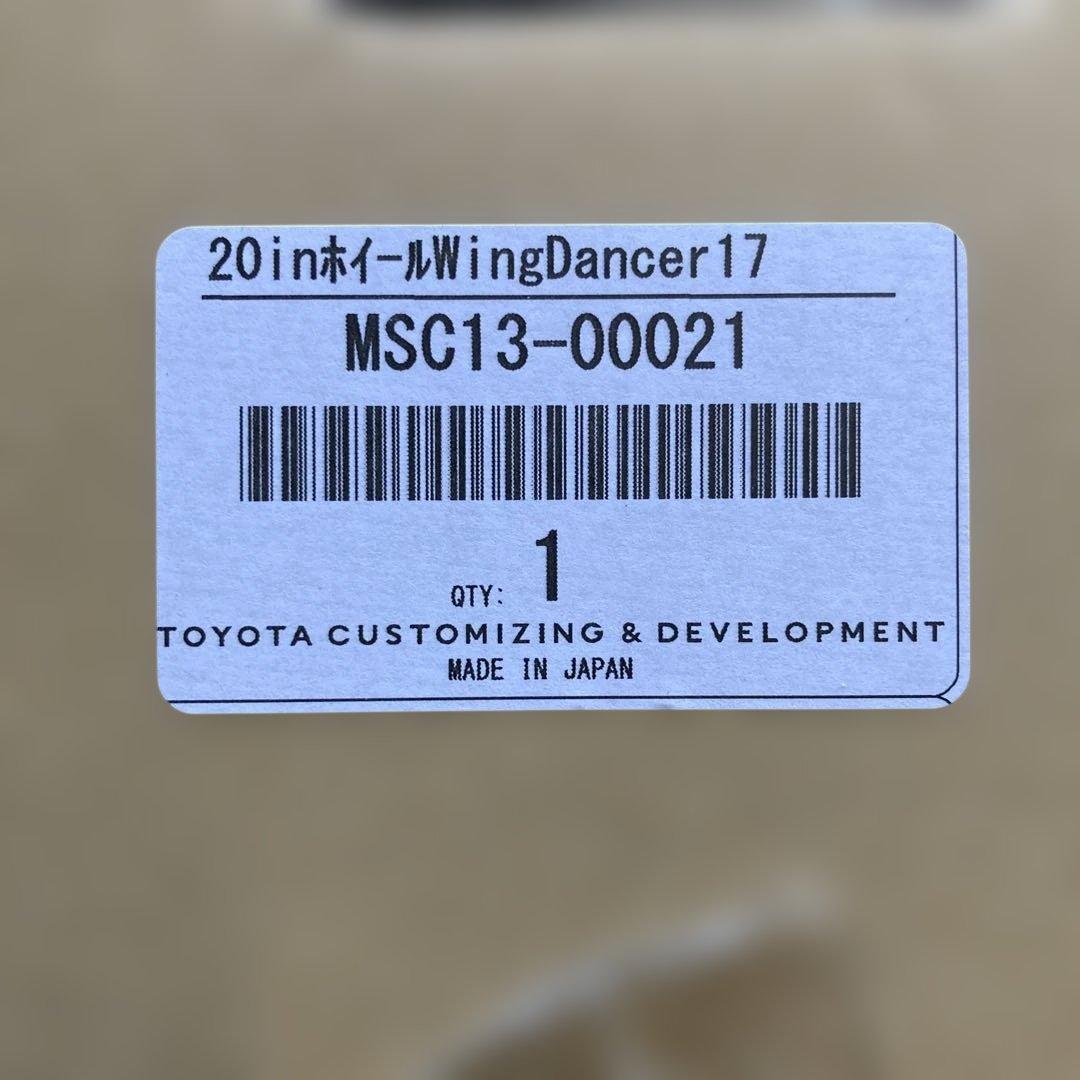 20inホイールWingDancer17
MSC13-00021
QTY: 1
TOYOTA CUSTOMIZING & DEVELOPMENT
MADE IN JAPAN